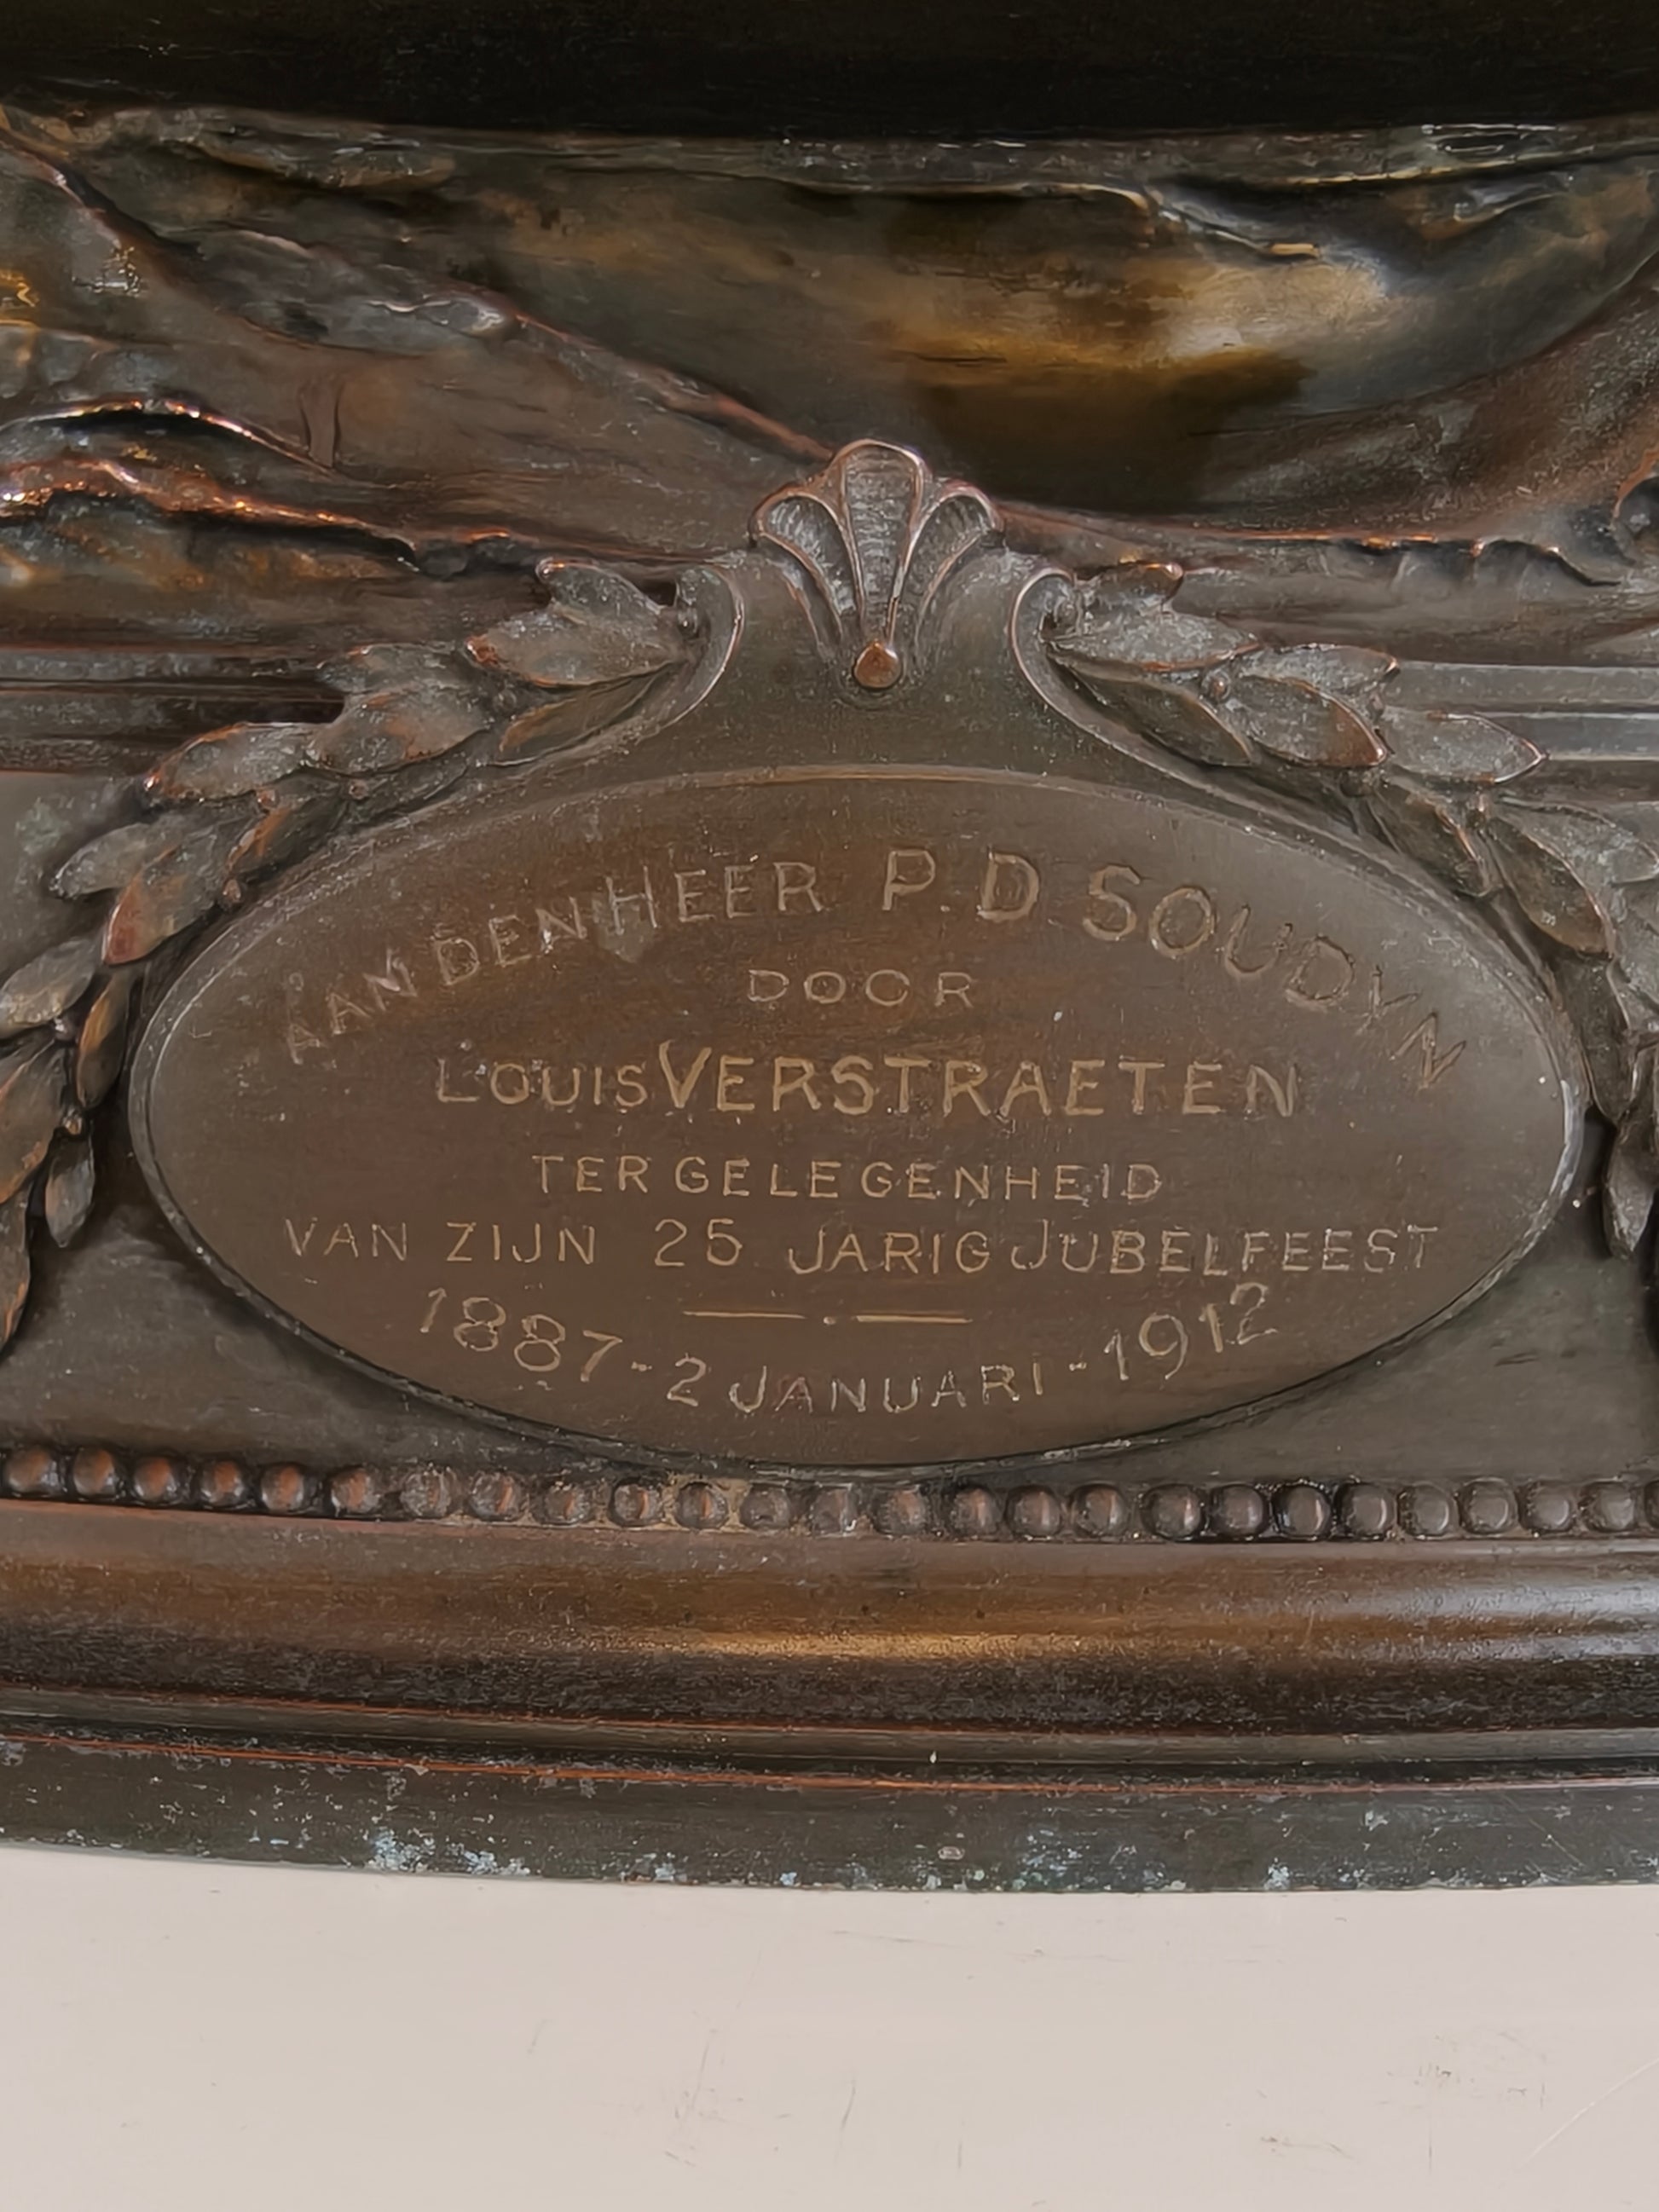 AAN DEN HEER P. D SOUDYN
DOOR
LOUIS VERSTRAETEN
TER GELEGENHEID
VAN ZIJN 25 JARIG JUBELFEEST
1887-2 JANUARI-1912